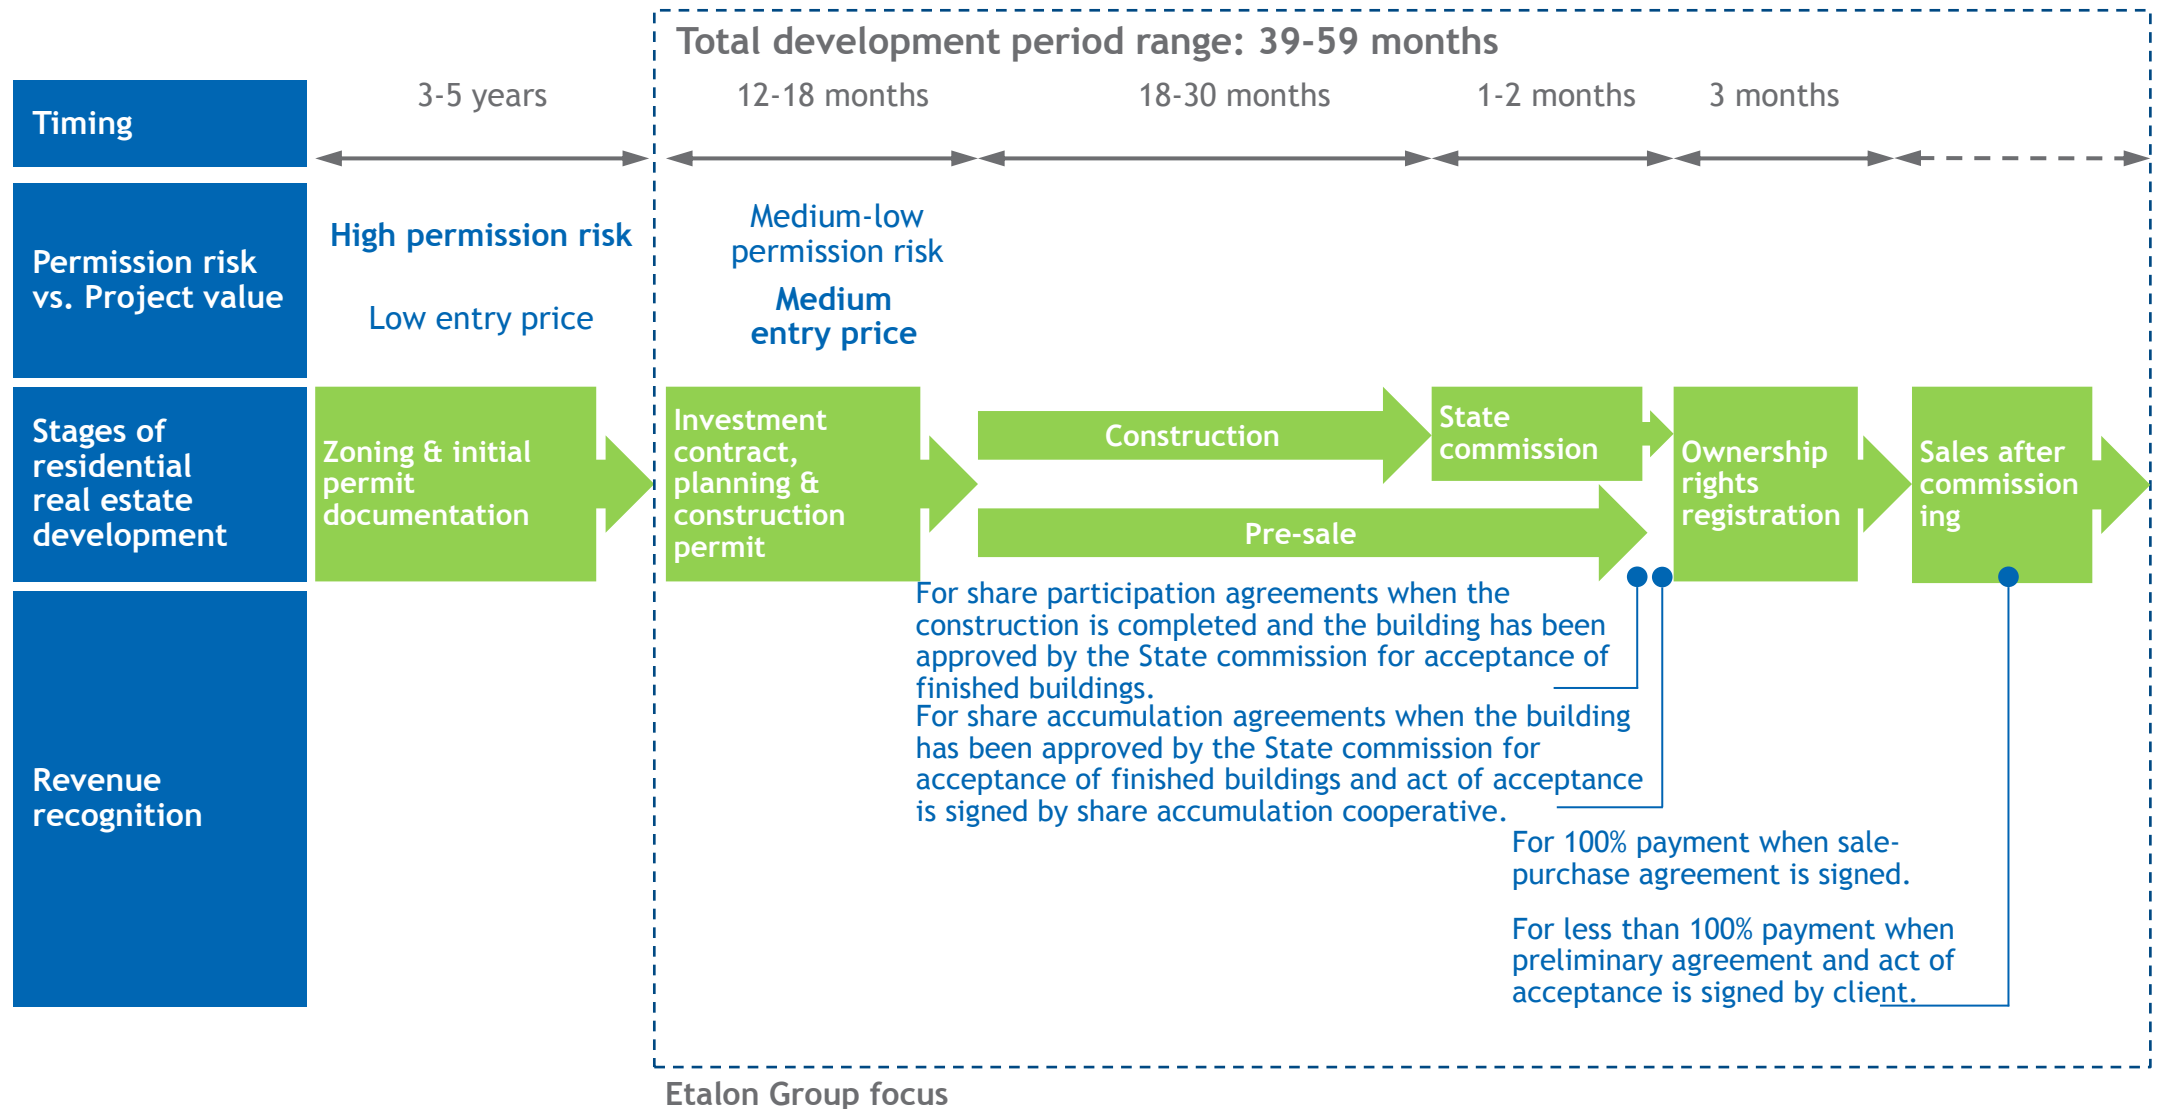 Total development period range: 39-59 months
Timing
3-5 years
12-18 months
18-30 months
1-2 months
3 months
Permission risk
vs. Project value
High permission risk
Low entry price
Medium-low
permission risk
Medium
entry price
Stages of
residential
real estate
development
Zoning & initial
permit
documentation
Investment
contract,
planning &
construction
permit
Construction
Pre-sale
State
commission
Ownership
rights
registration
Sales after
commission
ing
Revenue
recognition
For share participation agreements when the
construction is completed and the building has been
approved by the State commission for acceptance of
finished buildings.
For share accumulation agreements when the building
has been approved by the State commission for
acceptance of finished buildings and act of acceptance
is signed by share accumulation cooperative.
For 100% payment when sale-
purchase agreement is signed.
For less than 100% payment when
preliminary agreement and act of
acceptance is signed by client.
Etalon Group focus